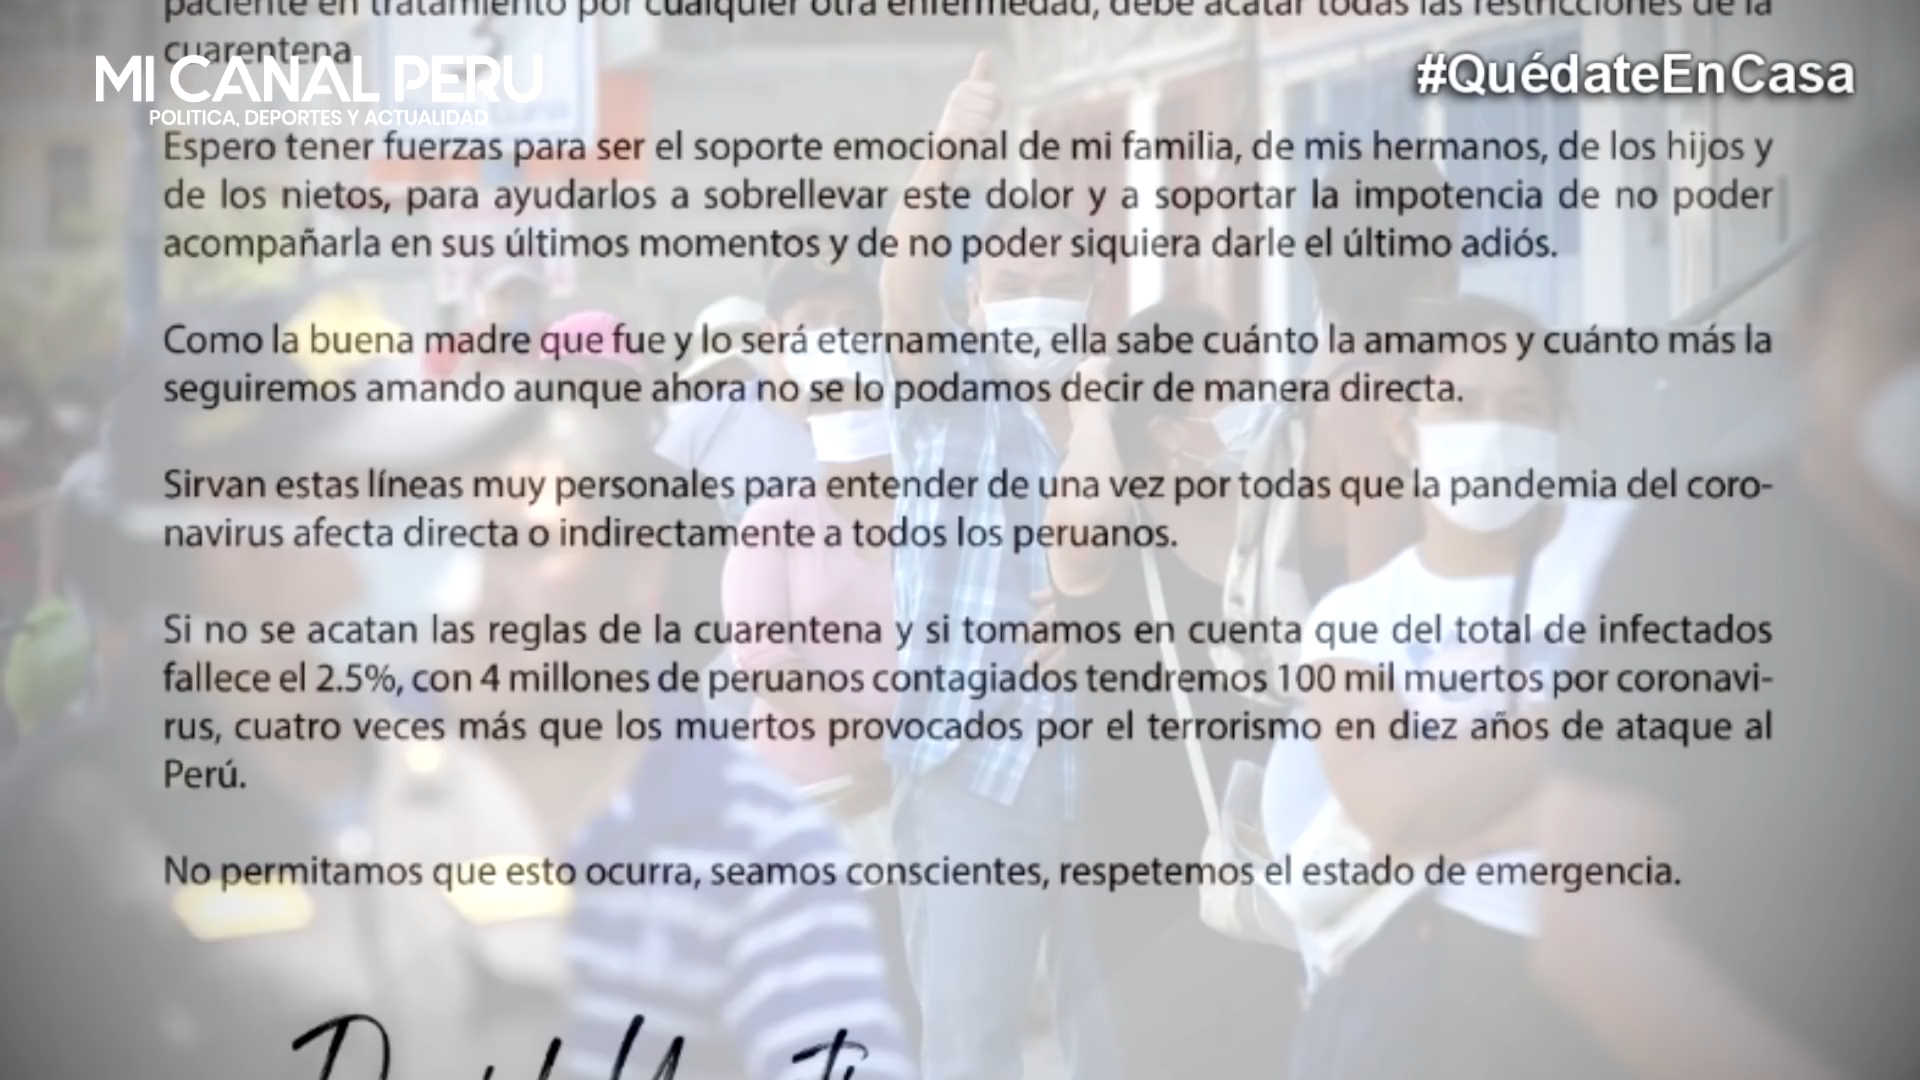 paciente en tratamiento por cualquier otra enfermedad, debe acatar todas las restricciones de la
cuarentena
MI CANAL PERU
POLITICA, DEPORTES Y ACTUALIDAD
#QuédateEnCasa
Espero tener fuerzas para ser el soporte emocional de mi familia, de mis hermanos, de los hijos y
de los nietos, para ayudarlos a sobrellevar este dolor y a soportar la impotencia de no poder
acompañarla en sus últimos momentos y de no poder siquiera darle el último adiós.
Como la buena madre que fue y lo será eternamente, ella sabe cuánto la amamos y cuánto más la
seguiremos amando aunque ahora no se lo podamos decir de manera directa.
Sirvan estas líneas muy personales para entender de una vez por todas que la pandemia del coro-
navirus afecta directa o indirectamente a todos los peruanos.
Si no se acatan las reglas de la cuarentena y si tomamos en cuenta que del total de infectados
fallece el 2.5%, con 4 millones de peruanos contagiados tendremos 100 mil muertos por coronavi-
rus, cuatro veces más que los muertos provocados por el terrorismo en diez años de ataque al
Perú.
No permitamos que esto ocurra, seamos conscientes, respetemos el estado de emergencia.